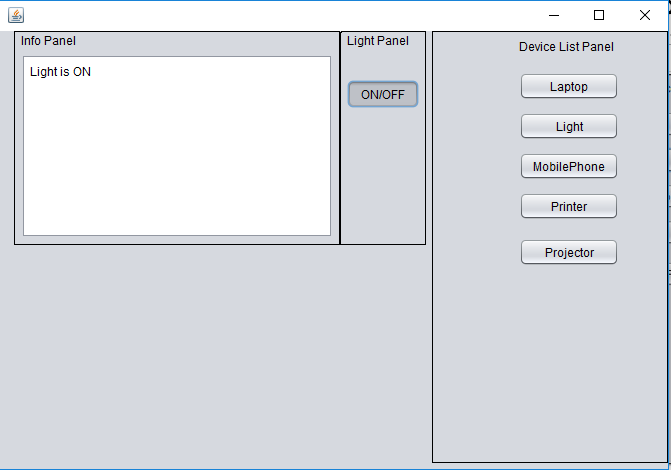 Info Panel
Light is ON
Light Panel
ON/OFF
Device List Panel
Laptop
Light
MobilePhone
Printer
Projector